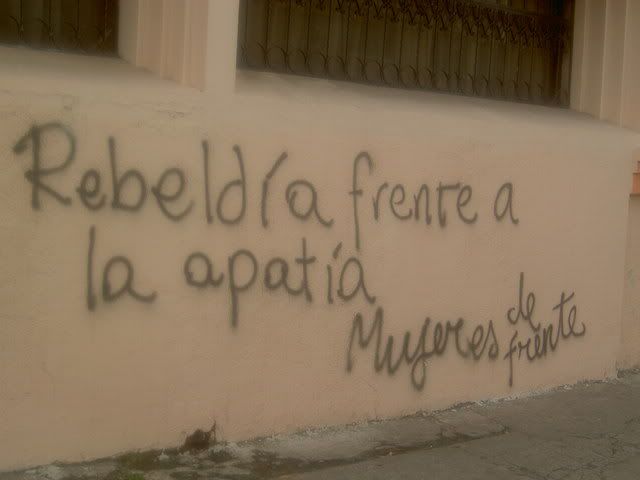 Rebeldía frente a
la apatía
Mujeres de
frente